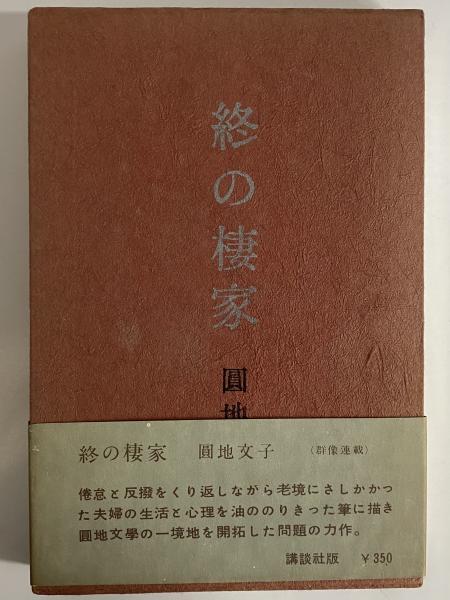 終の棲家
圓地
終の棲家 圓地文子 （群像連載）
倦怠と反撥をくり返しながら老境にさしかかっ
た夫婦の生活と心理を油ののりきった筆に描き
圓地文學の一境地を開拓した問題の力作。
講談社版 ￥350